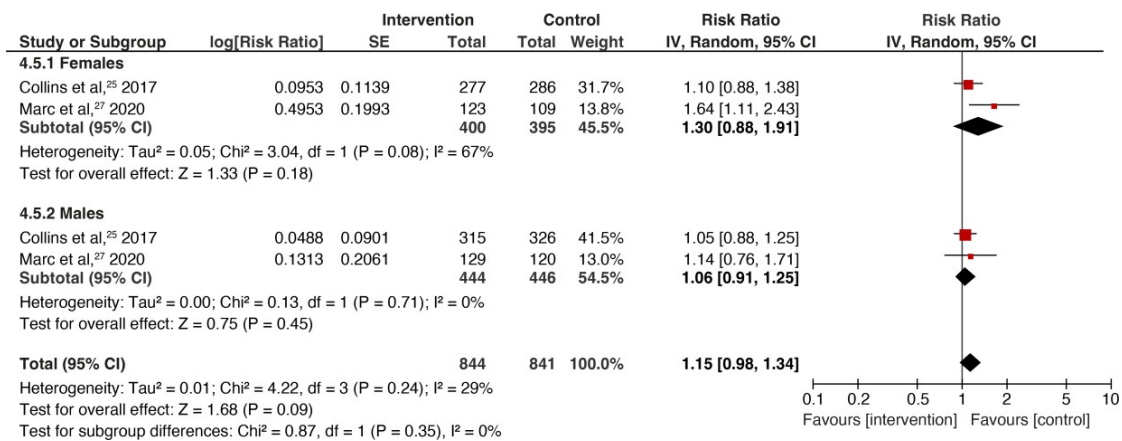 Intervention Control Risk Ratio Risk Ratio
Study or Subgroup log[Risk Ratio] SE Total Total Weight IV, Random, 95% CI IV, Random, 95% CI
4.5.1 Females
Collins et al,²⁵ 2017 0.0953 0.1139 277 286 31.7% 1.10 [0.88, 1.38]
Marc et al,²⁷ 2020 0.4953 0.1993 123 109 13.8% 1.64 [1.11, 2.43]
Subtotal (95% CI) 400 395 45.5% 1.30 [0.88, 1.91]
Heterogeneity: Tau² = 0.05; Chi² = 3.04, df = 1 (P = 0.08); I² = 67%
Test for overall effect: Z = 1.33 (P = 0.18)
4.5.2 Males
Collins et al,²⁵ 2017 0.0488 0.0901 315 326 41.5% 1.05 [0.88, 1.25]
Marc et al,²⁷ 2020 0.1313 0.2061 129 120 13.0% 1.14 [0.76, 1.71]
Subtotal (95% CI) 444 446 54.5% 1.06 [0.91, 1.25]
Heterogeneity: Tau² = 0.00; Chi² = 0.13, df = 1 (P = 0.71); I² = 0%
Test for overall effect: Z = 0.75 (P = 0.45)
Total (95% CI) 844 841 100.0% 1.15 [0.98, 1.34]
Heterogeneity: Tau² = 0.01; Chi² = 4.22, df = 3 (P = 0.24); I² = 29%
Test for overall effect: Z = 1.68 (P = 0.09)
Test for subgroup differences: Chi² = 0.87, df = 1 (P = 0.35), I² = 0%
0.1 0.2 0.5 1 2 5 10
Favours [intervention] Favours [control]